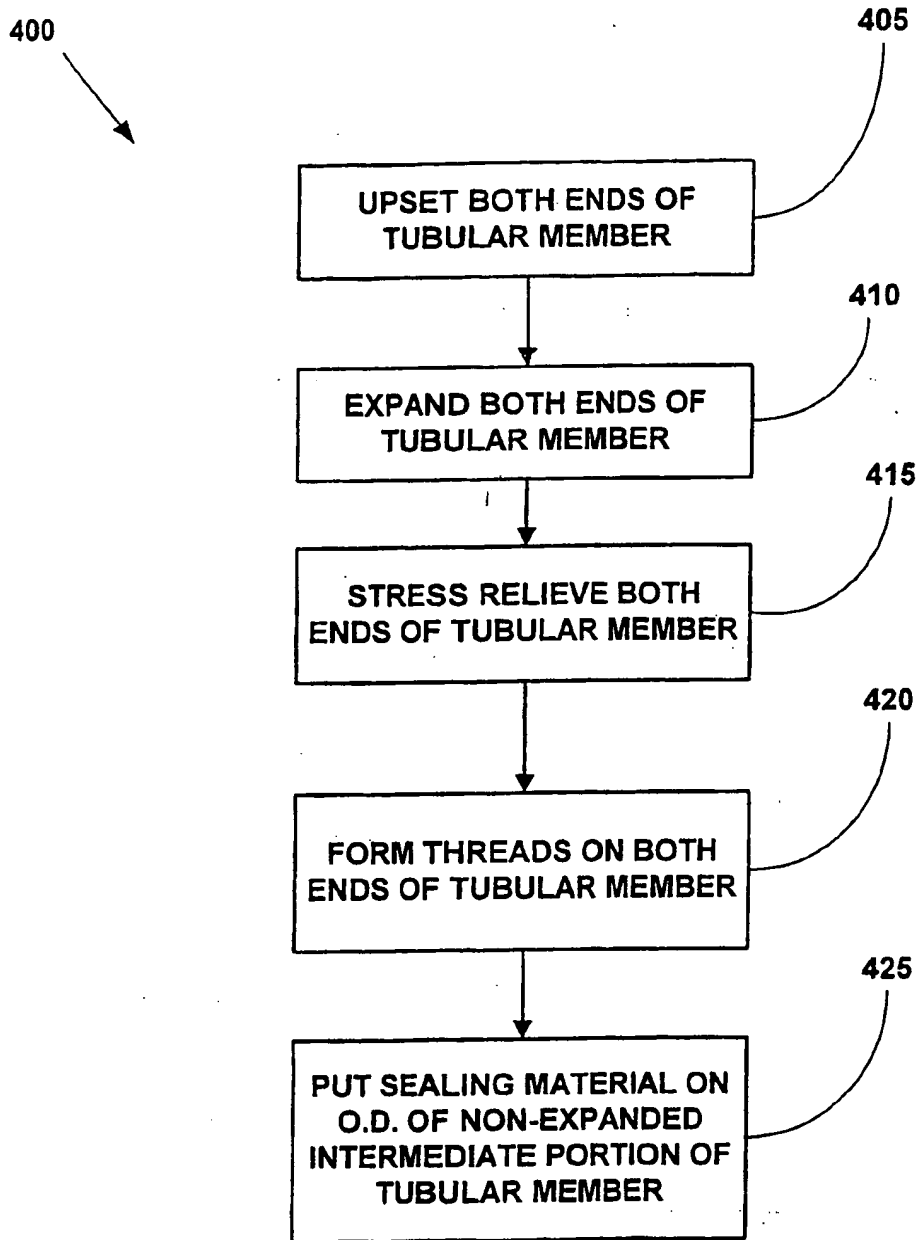 400
405
UPSET BOTH ENDS OF
TUBULAR MEMBER
410
EXPAND BOTH ENDS OF
TUBULAR MEMBER
415
STRESS RELIEVE BOTH
ENDS OF TUBULAR MEMBER
420
FORM THREADS ON BOTH
ENDS OF TUBULAR MEMBER
425
PUT SEALING MATERIAL ON
O.D. OF NON-EXPANDED
INTERMEDIATE PORTION OF
TUBULAR MEMBER